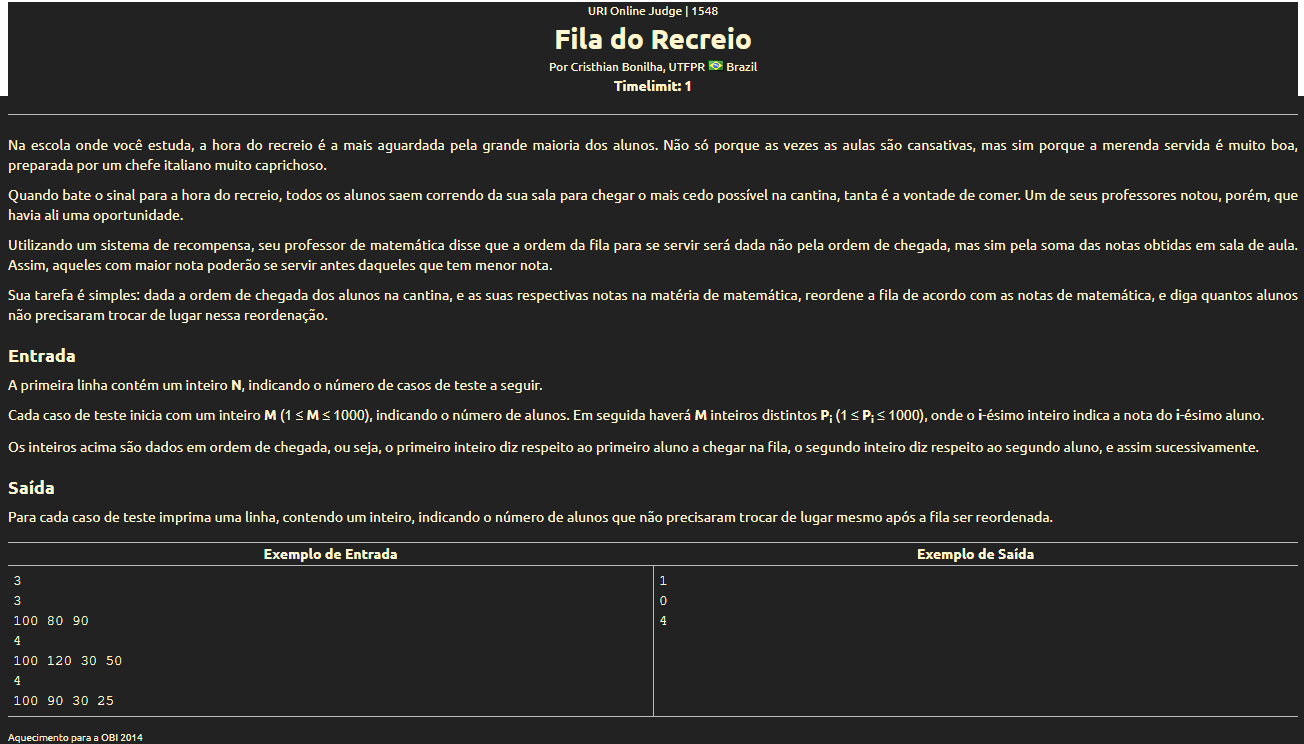 URI Online Judge | 1548
Fila do Recreio
Por Cristhian Bonilha, UTFPR Brazil
Timelimit: 1
Na escola onde você estuda, a hora do recreio é a mais aguardada pela grande maioria dos alunos. Não só porque as vezes as aulas são cansativas, mas sim porque a merenda servida é muito boa,
preparada por um chefe italiano muito caprichoso.
Quando bate o sinal para a hora do recreio, todos os alunos saem correndo da sua sala para chegar o mais cedo possível na cantina, tanta é a vontade de comer. Um de seus professores notou, porém, que
havia ali uma oportunidade.
Utilizando um sistema de recompensa, seu professor de matemática disse que a ordem da fila para se servir será dada não pela ordem de chegada, mas sim pela soma das notas obtidas em sala de aula.
Assim, aqueles com maior nota poderão se servir antes daqueles que tem menor nota.
Sua tarefa é simples: dada a ordem de chegada dos alunos na cantina, e as suas respectivas notas na matéria de matemática, reordene a fila de acordo com as notas de matemática, e diga quantos alunos
não precisaram trocar de lugar nessa reordenação.
Entrada
A primeira linha contém um inteiro N, indicando o número de casos de teste a seguir.
Cada caso de teste inicia com um inteiro M (1 ≤ M ≤ 1000), indicando o número de alunos. Em seguida haverá M inteiros distintos Pi (1 ≤ Pi ≤ 1000), onde o i-ésimo inteiro indica a nota do i-ésimo aluno.
Os inteiros acima são dados em ordem de chegada, ou seja, o primeiro inteiro diz respeito ao primeiro aluno a chegar na fila, o segundo inteiro diz respeito ao segundo aluno, e assim sucessivamente.
Saída
Para cada caso de teste imprima uma linha, contendo um inteiro, indicando o número de alunos que não precisaram trocar de lugar mesmo após a fila ser reordenada.
Exemplo de Entrada
3
3
100 80 90
4
100 120 30 50
4
100 90 30 25
Exemplo de Saída
1
0
4
Aquecimento para a OBI 2014